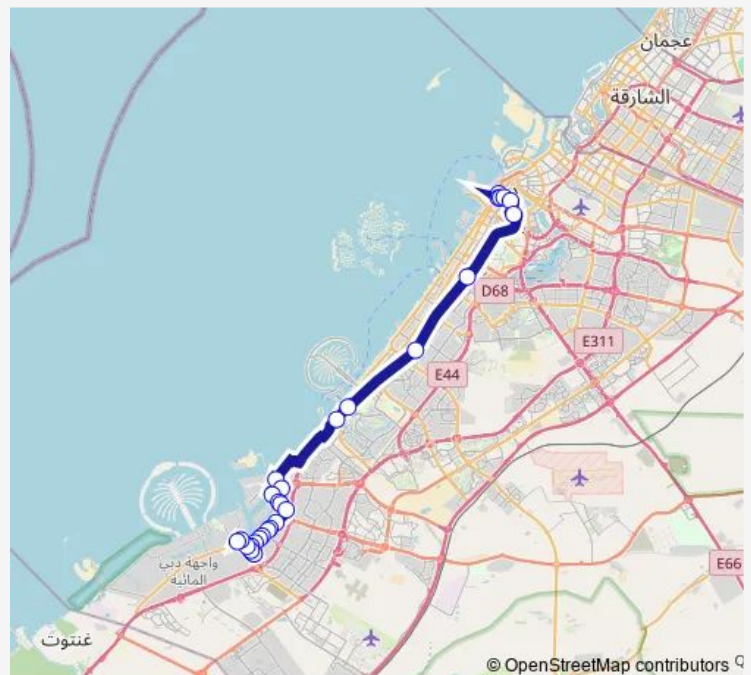 عجمان
الشارقة
D68
E311
E44
E66
واجهة دبي
المائية
غنتوت
© OpenStreetMap contributors